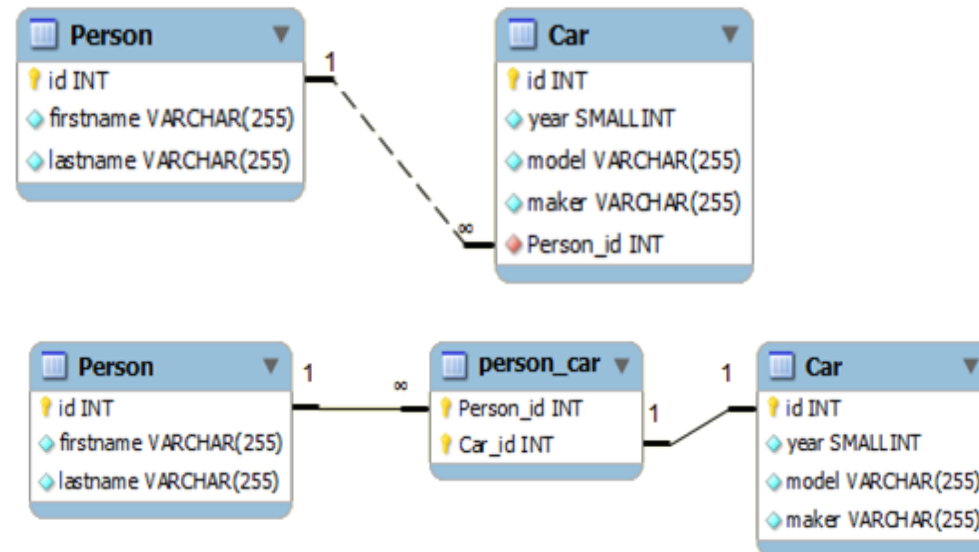 Person
id INT
firstname VARCHAR(255)
lastname VARCHAR(255)
1
∞
Car
id INT
year SMALLINT
model VARCHAR(255)
maker VARCHAR(255)
Person_id INT
Person
id INT
firstname VARCHAR(255)
lastname VARCHAR(255)
1
∞
person_car
Person_id INT
Car_id INT
1
1
Car
id INT
year SMALLINT
model VARCHAR(255)
maker VARCHAR(255)